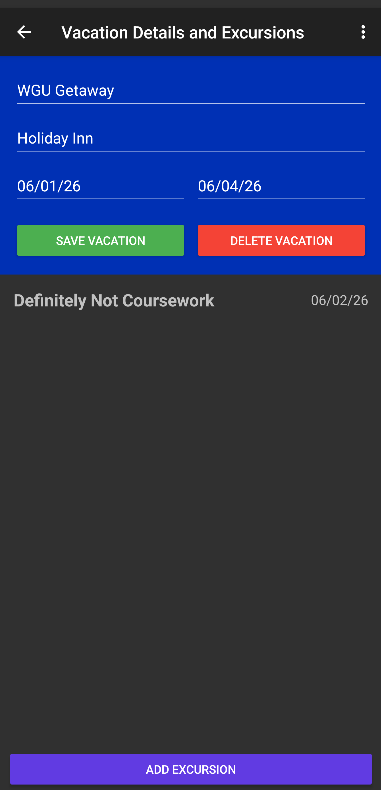 Vacation Details and Excursions
WGU Getaway
Holiday Inn
06/01/26 06/04/26
SAVE VACATION DELETE VACATION
Definitely Not Coursework 06/02/26
ADD EXCURSION